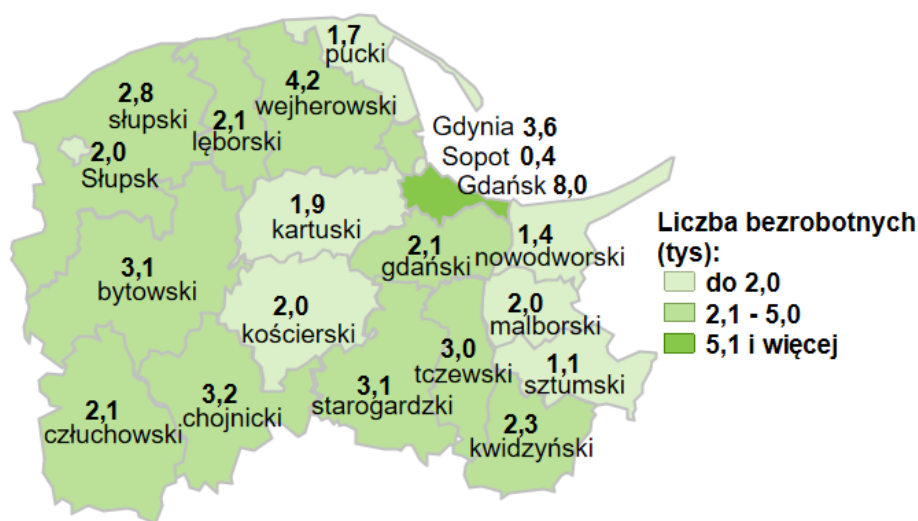 1,7
pucki
4,2
wejherowski
2,8
słupski
2,1
lęborski
Gdynia 3,6
Sopot 0,4
Gdańsk 8,0
2,0
Słupsk
1,9
kartuski
2,1
gdański
1,4
nowodworski
3,1
bytowski
2,0
kościerski
2,0
malborski
3,0
tczewski
1,1
sztumski
3,2
chojnicki
3,1
starogardzki
2,1
człuchowski
2,3
kwidzyński
Liczba bezrobotnych
(tys):
do 2,0
2,1 - 5,0
5,1 i więcej